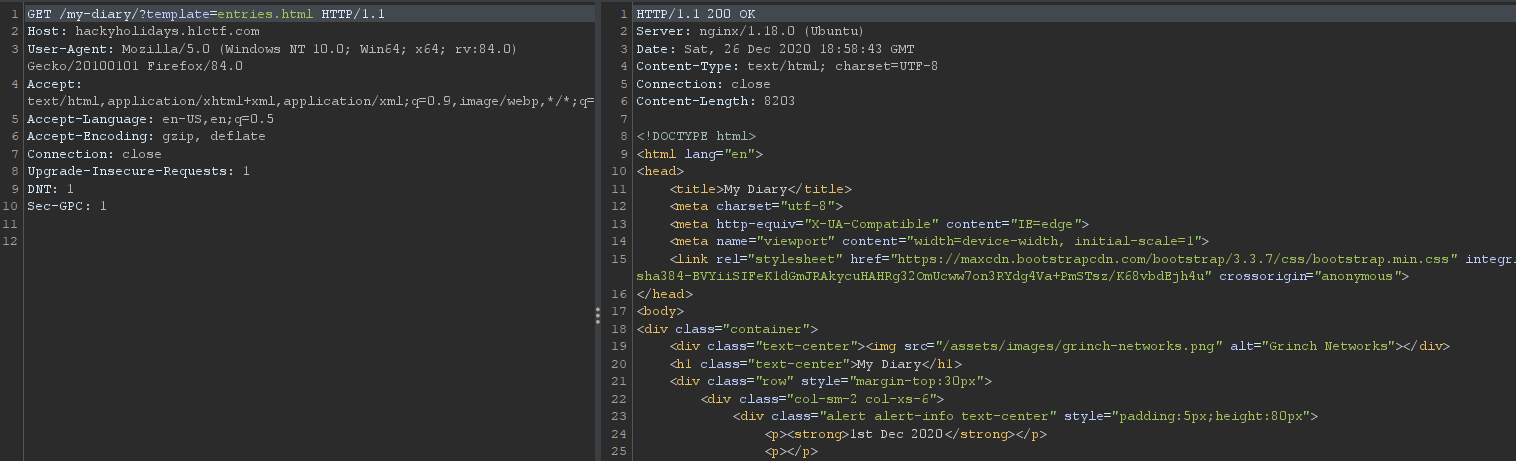 1 GET /my-diary/?template=entries.html HTTP/1.1
2 Host: hackyholidays.h1ctf.com
3 User-Agent: Mozilla/5.0 (Windows NT 10.0; Win64; x64; rv:84.0)
Gecko/20100101 Firefox/84.0
4 Accept:
text/html,application/xhtml+xml,application/xml;q=0.9,image/webp,*/*;q=
5 Accept-Language: en-US,en;q=0.5
6 Accept-Encoding: gzip, deflate
7 Connection: close
8 Upgrade-Insecure-Requests: 1
9 DNT: 1
10 Sec-GPC: 1
11
12
1 HTTP/1.1 200 OK
2 Server: nginx/1.18.0 (Ubuntu)
3 Date: Sat, 26 Dec 2020 18:58:43 GMT
4 Content-Type: text/html; charset=UTF-8
5 Connection: close
6 Content-Length: 8203
7
8 <!DOCTYPE html>
9 <html lang="en">
10 <head>
11 <title>My Diary</title>
12 <meta charset="utf-8">
13 <meta http-equiv="X-UA-Compatible" content="IE=edge">
14 <meta name="viewport" content="width=device-width, initial-scale=1">
15 <link rel="stylesheet" href="https://maxcdn.bootstrapcdn.com/bootstrap/3.3.7/css/bootstrap.min.css" integr
sha384-BVYiiSIFeK1dGmJRAkycuHAHRg32OmUcww7on3RYdg4Va+PmSTsz/K68vbdEjh4u" crossorigin="anonymous">
16 </head>
17 <body>
18 <div class="container">
19 <div class="text-center"><img src="/assets/images/grinch-networks.png" alt="Grinch Networks"></div>
20 <h1 class="text-center">My Diary</h1>
21 <div class="row" style="margin-top:30px">
22 <div class="col-sm-2 col-xs-6">
23 <div class="alert alert-info text-center" style="padding:5px;height:80px">
24 <p><strong>1st Dec 2020</strong></p>
25 <p></p>